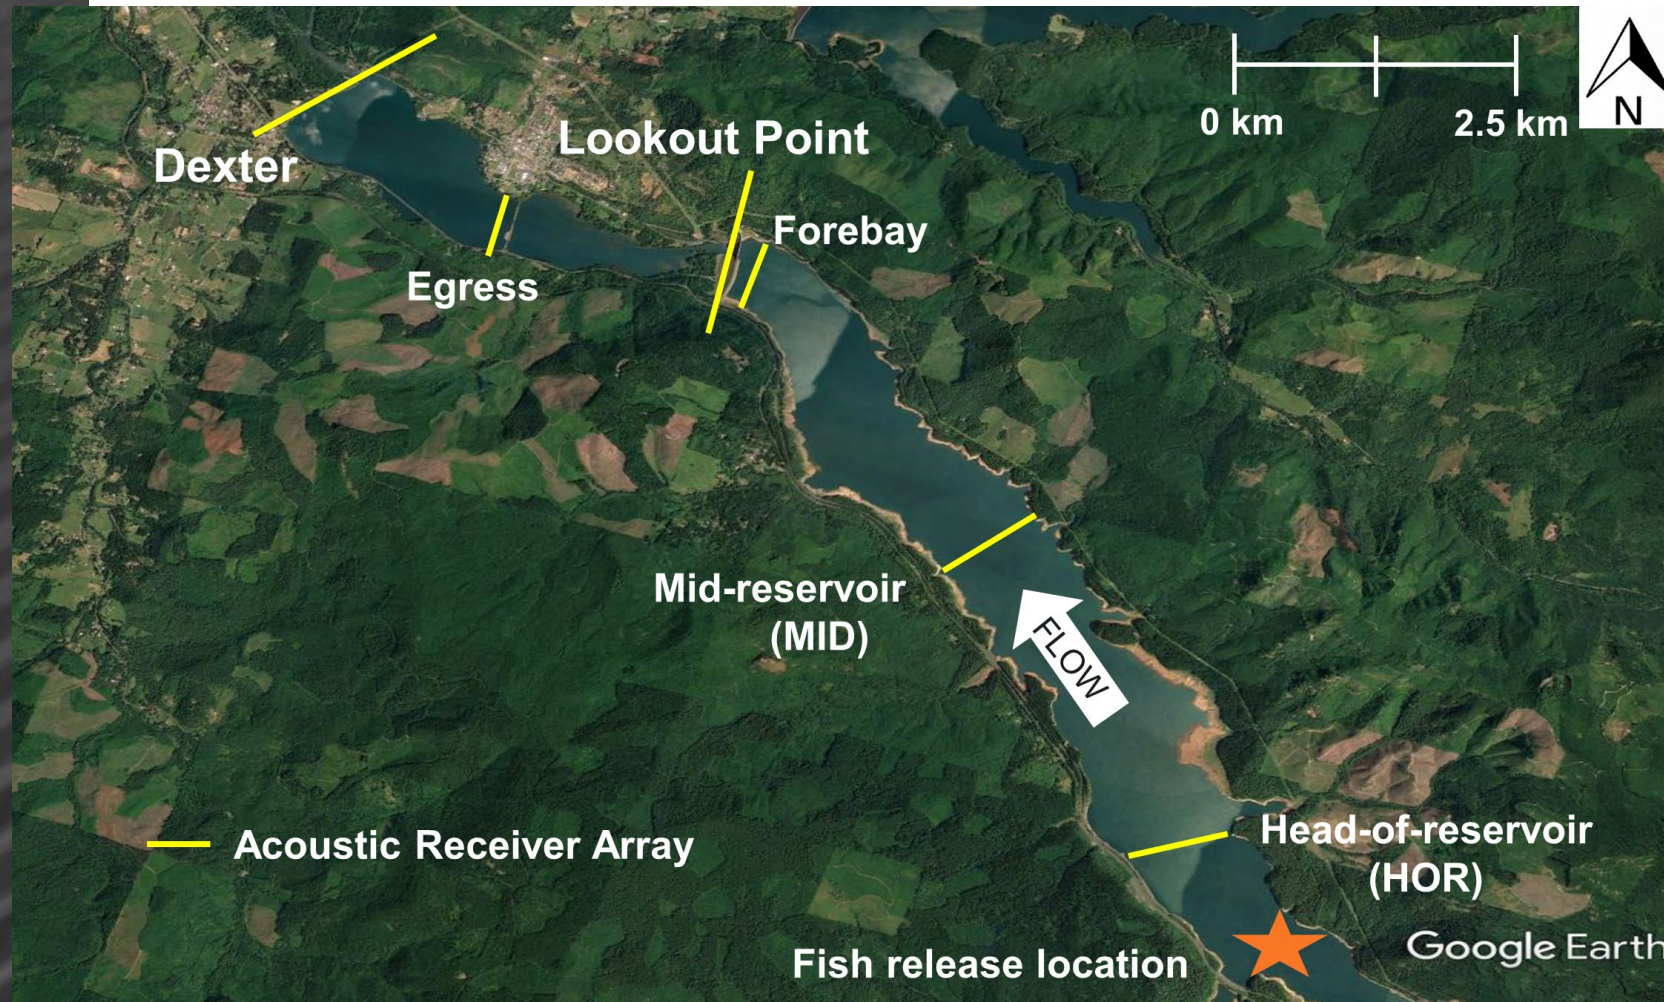 Dexter
Lookout Point
Forebay
Egress
0 km
2.5 km
N
Mid-reservoir
(MID)
FLOW
Acoustic Receiver Array
Head-of-reservoir
(HOR)
Fish release location
Google Earth